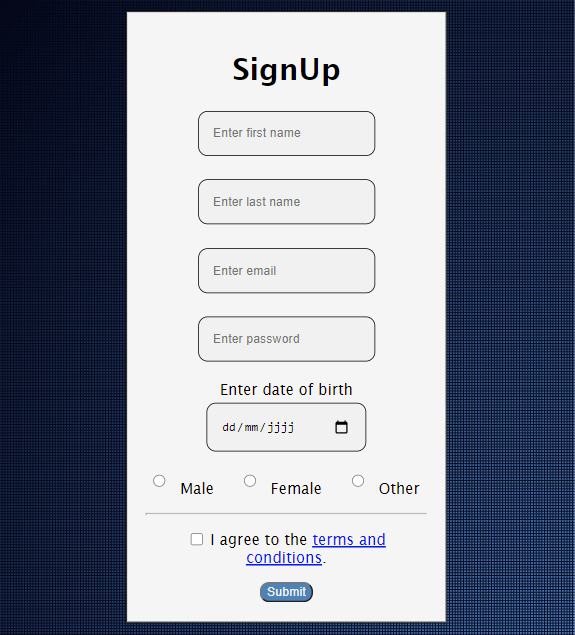 SignUp
Enter first name
Enter last name
Enter email
Enter password
Enter date of birth
dd/mm/jjjj
Male Female Other
I agree to the terms and
conditions.
Submit